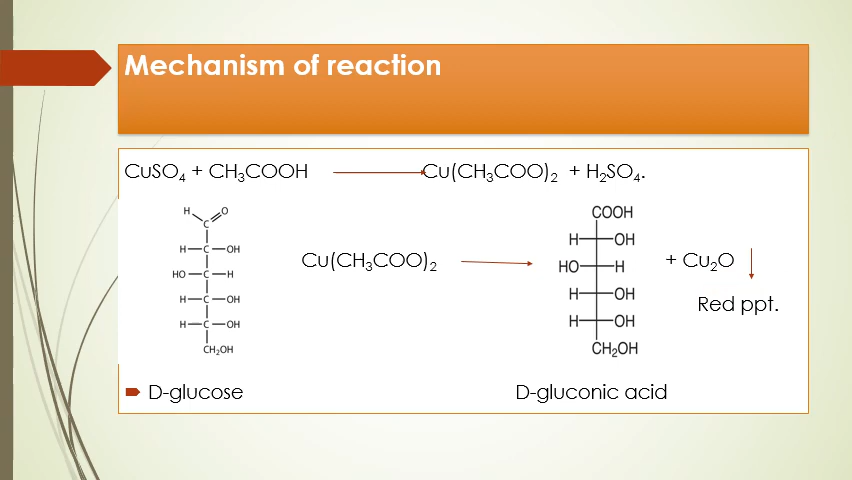 Mechanism of reaction
CuSO₄ + CH₃COOH Cu(CH₃COO)₂ + H₂SO₄.
H O
C
H C OH
HO C H
H C OH
H C OH
CH₂OH
Cu(CH₃COO)₂
COOH
H OH
HO H
H OH
H OH
CH₂OH
+ Cu₂O
Red ppt.
D-glucose
D-gluconic acid